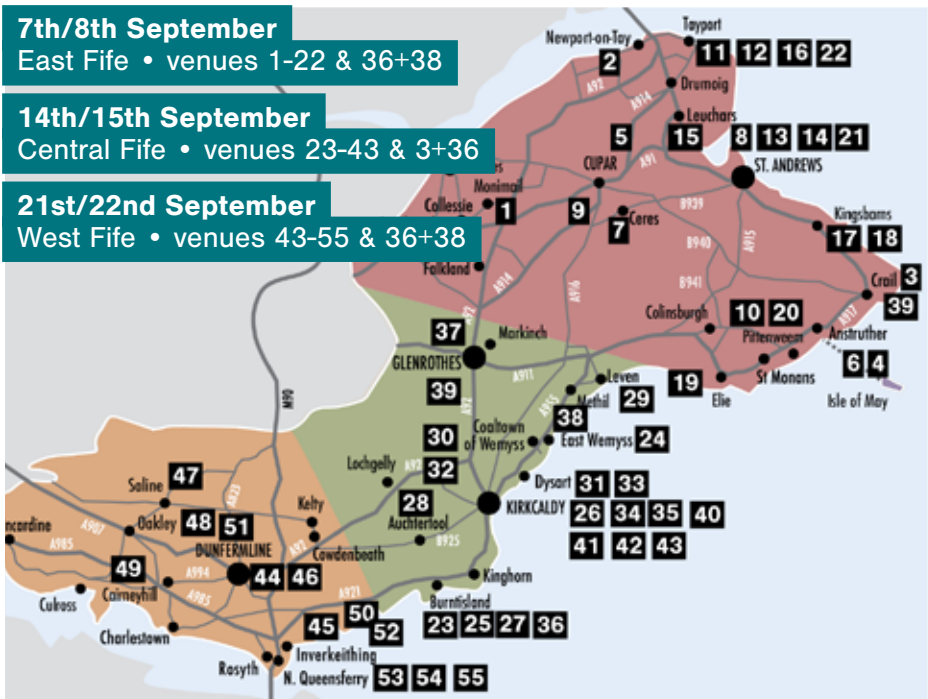 7th/8th September
East Fife • venues 1-22 & 36+38
14th/15th September
Central Fife • venues 23-43 & 3+36
21st/22nd September
West Fife • venues 43-55 & 36+38
Tayport
Newport-on-Tay
11 12 16 22
2
A92
Drumoig
A914
Leuchars
5 15 8 13 14 21
CUPAR
A91
ST. ANDREWS
Monimail
Collessie
1
9
7
Ceres
B939
Kingsbarns
17 18
B940
A915
Falkland
A914
A916
B941
Crail
3
39
Colinsburgh
10 20
A917
A92
37
Markinch
Pittenweem
Anstruther
GLENROTHES
6 4
A911
St Monans
Isle of May
19
Elie
Leven
39
A92
Methil
29
M90
A955
38
30
Coaltown
of Wemyss
East Wemyss
24
Lochgelly
A92
32
47
Saline
A823
Dysart
31 33
28
KIRKCALDY
26 34 35 40
Kelty
Auchtertool
48 51
Oakley
A907
ncardine
41 42 43
A985
DUNFERMLINE
A92
Cowdenbeath
B925
49
A994
44 46
Kinghorn
Cairneyhill
A985
A921
Culross
Burntisland
50
45
52
23 25 27 36
Charlestown
Inverkeithing
Rosyth
N. Queensferry
53 54 55